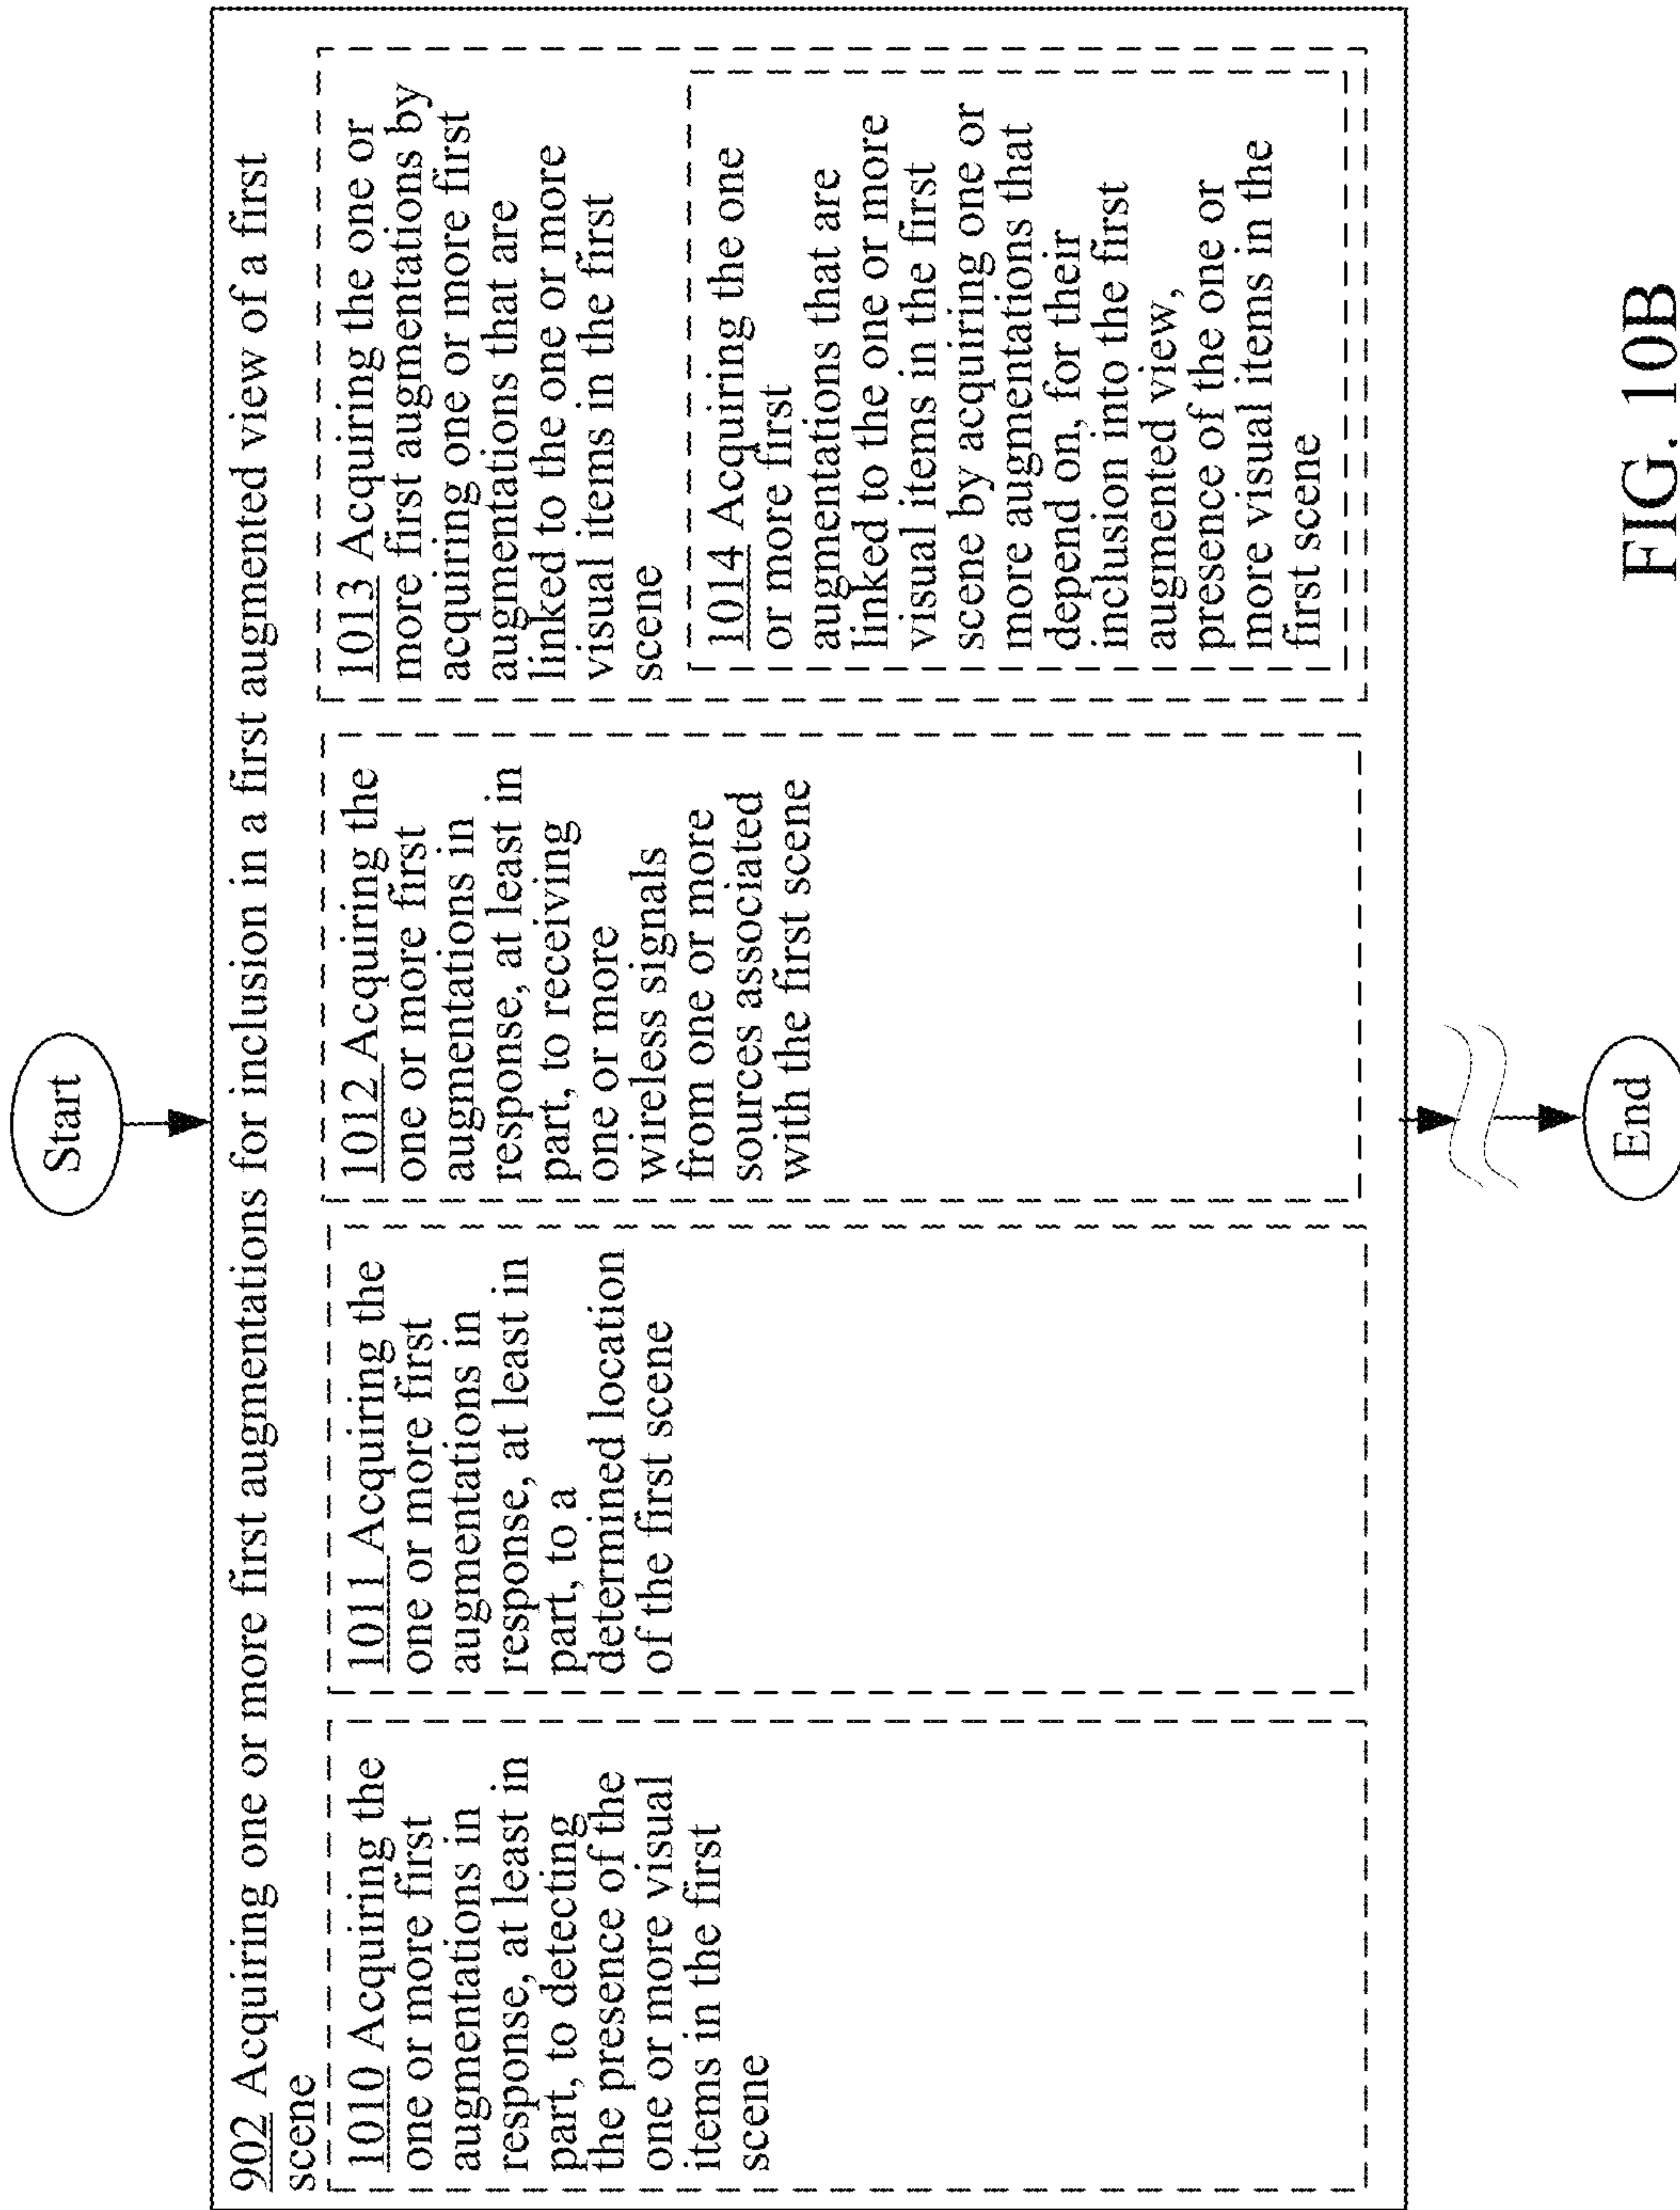 Start
902 Acquiring one or more first augmentations for inclusion in a first augmented view of a first
scene
1010 Acquiring the
one or more first
augmentations in
response, at least in
part, to detecting
the presence of the
one or more visual
items in the first
scene
1011 Acquiring the
one or more first
augmentations in
response, at least in
part, to a
determined location
of the first scene
1012 Acquiring the
one or more first
augmentations in
response, at least in
part, to receiving
one or more
wireless signals
from one or more
sources associated
with the first scene
1013 Acquiring the one or
more first augmentations by
acquiring one or more first
augmentations that are
linked to the one or more
visual items in the first
scene
1014 Acquiring the one
or more first
augmentations that are
linked to the one or more
visual items in the first
scene by acquiring one or
more augmentations that
depend on, for their
inclusion into the first
augmented view,
presence of the one or
more visual items in the
first scene
End
FIG. 10B